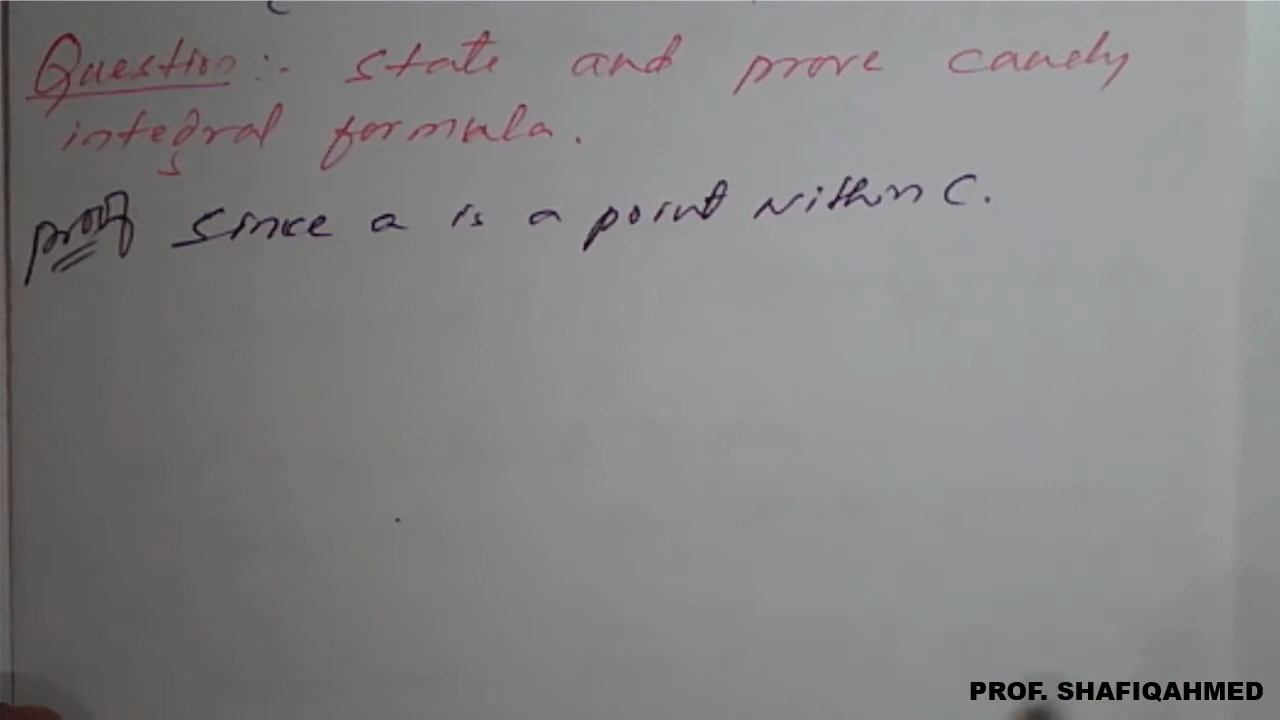 Question :- state and prove cauchy
integral formula.
proof Since a is a point within C.
PROF. SHAFIQAHMED